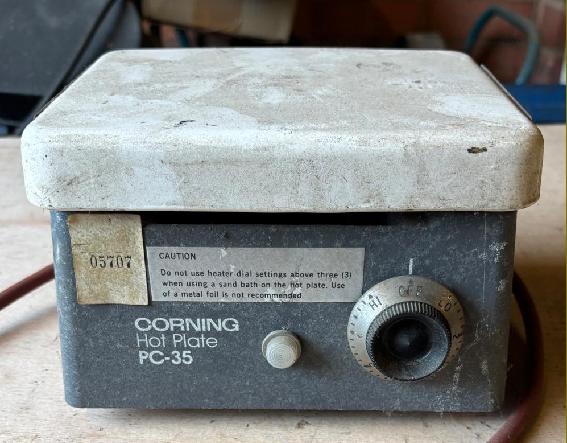 05707
CAUTION
Do not use heater dial settings above three (3)
when using a sand bath on the hot plate. Use
of a metal foil is not recommended
CORNING
Hot Plate
PC-35
HI OFF LO